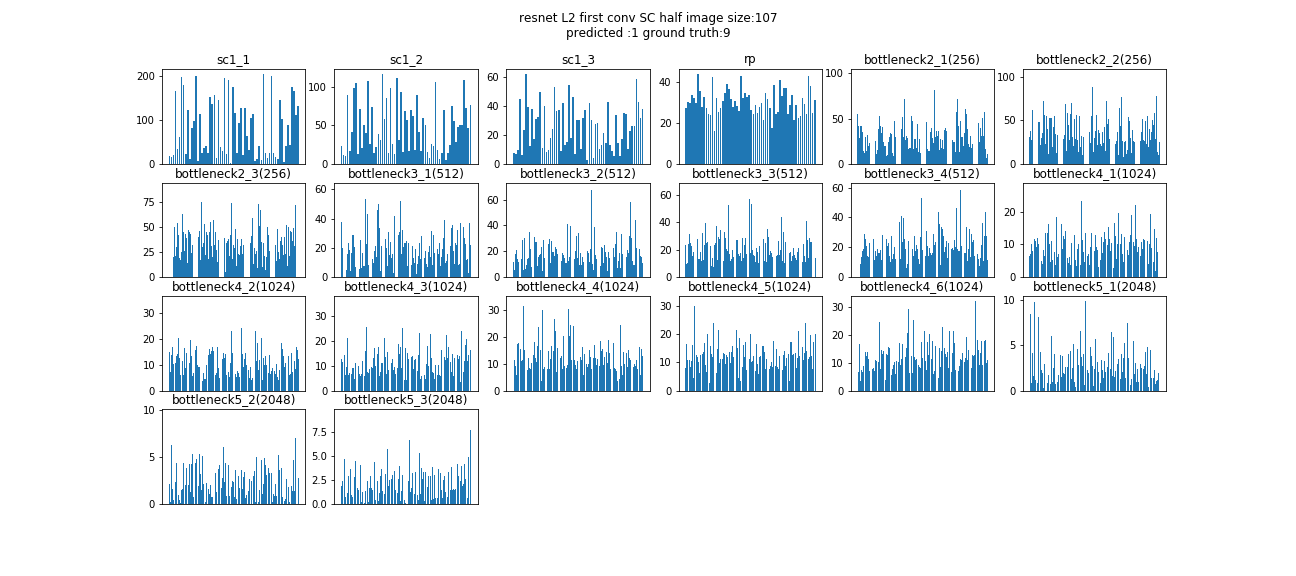 resnet L2 first conv SC half image size:107
predicted :1 ground truth:9
sc1_1 sc1_2 sc1_3 rp bottleneck2_1(256) bottleneck2_2(256)
200 100 60 40 100 100
150 40 50
100 50 20 50 50
50 20
0 0 0 0 0 0
bottleneck2_3(256) bottleneck3_1(512) bottleneck3_2(512) bottleneck3_3(512) bottleneck3_4(512) bottleneck4_1(1024)
75 60 60 60 60 20
50 40 40 40 40 10
25 20 20 20 20
0 0 0 0 0 0
bottleneck4_2(1024) bottleneck4_3(1024) bottleneck4_4(1024) bottleneck4_5(1024) bottleneck4_6(1024) bottleneck5_1(2048)
30 30 30 30 30 10
20 20 20 20 20 5
10 10 10 10 10
0 0 0 0 0 0
bottleneck5_2(2048) bottleneck5_3(2048)
10 7.5
5 5.0
2.5
0 0.0